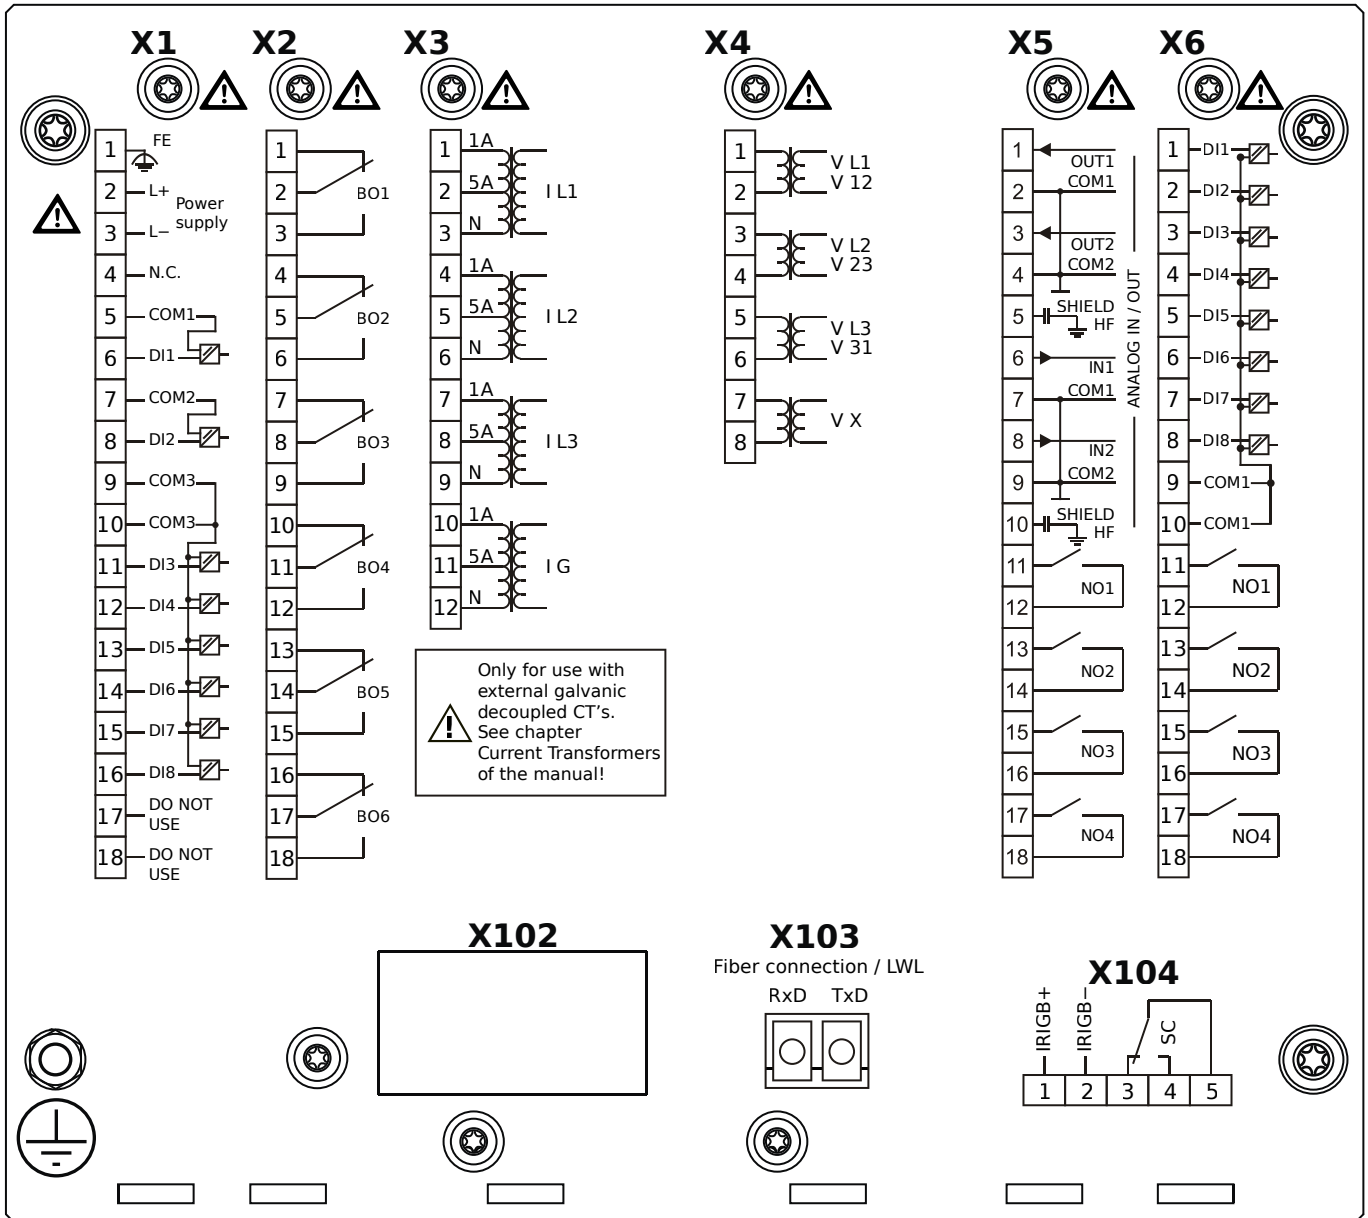 X1
X2
X3
X4
X5
X6
1 FE
2 L+
Power
supply
3 L−
4 N.C.
5 COM1
6 DI1
7 COM2
8 DI2
9 COM3
10 COM3
11 DI3
12 DI4
13 DI5
14 DI6
15 DI7
16 DI8
17 DO NOT
USE
18 DO NOT
USE
1
2 BO1
3
4
5 BO2
6
7
8 BO3
9
10
11 BO4
12
13
14 BO5
15
16
17 BO6
18
1 1A
2 5A I L1
3 N
4 1A
5 5A I L2
6 N
7 1A
8 5A I L3
9 N
10 1A
11 5A I G
12 N
Only for use with
external galvanic
decoupled CT's.
See chapter
Current Transformers
of the manual!
1 V L1
2 V 12
3 V L2
4 V 23
5 V L3
6 V 31
7 V X
8
1 OUT1
2 COM1
3 OUT2
4 COM2
5 SHIELD
HF
6 IN1
7 COM1
8 IN2
9 COM2
10 SHIELD
HF
ANALOG IN / OUT
11
NO1
12
13
NO2
14
15
NO3
16
17
NO4
18
1 DI1
2 DI2
3 DI3
4 DI4
5 DI5
6 DI6
7 DI7
8 DI8
9 COM1
10 COM1
11
NO1
12
13
NO2
14
15
NO3
16
17
NO4
18
X102
X103
Fiber connection / LWL
RxD TxD
X104
IRIGB+
IRIGB−
SC
1 2 3 4 5